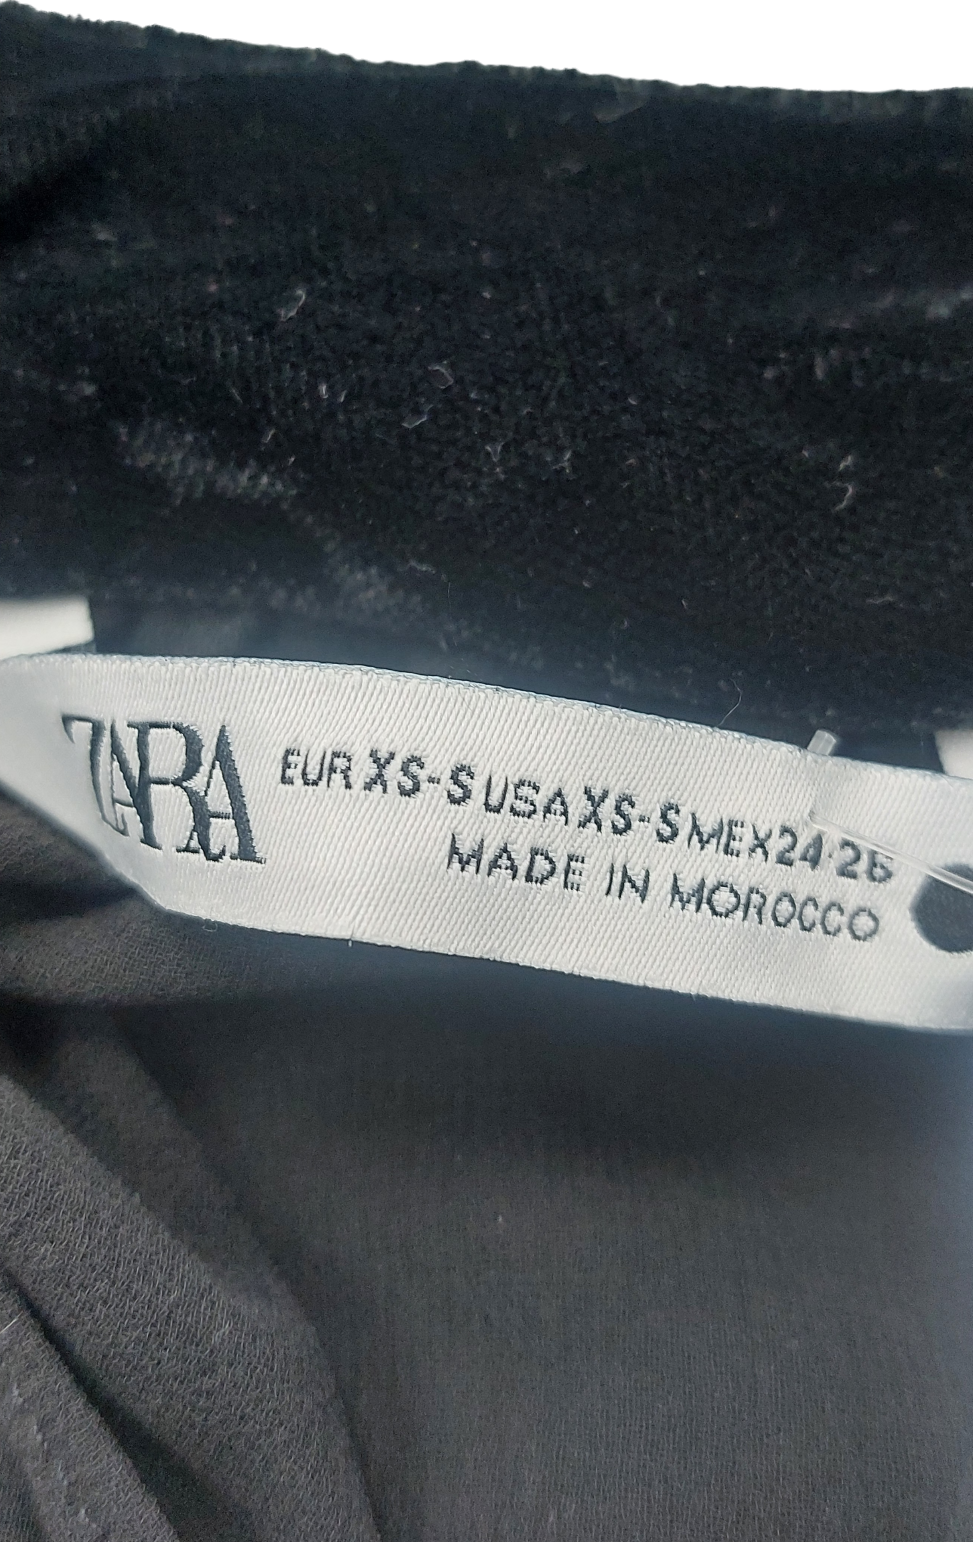 ZARA
EUR XS-S USA XS-S MEX 24-26
MADE IN MOROCCO